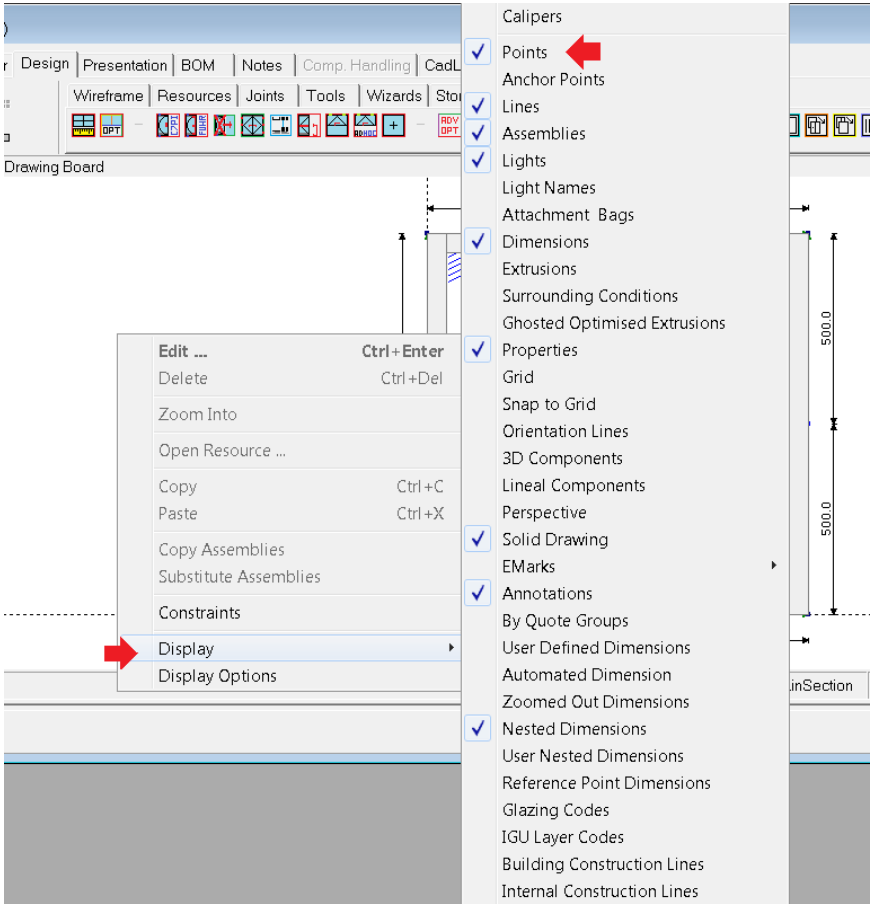 )
r Design Presentation BOM Notes Comp. Handling CadL
Wireframe Resources Joints Tools Wizards Sto
OPT CAPI FUHR ADHOC ADV OPT
Drawing Board
500.0
500.0
Edit ... Ctrl+Enter
Delete Ctrl+Del
Zoom Into
Open Resource ...
Copy Ctrl+C
Paste Ctrl+X
Copy Assemblies
Substitute Assemblies
Constraints
Display
Display Options
Calipers
Points
Anchor Points
Lines
Assemblies
Lights
Light Names
Attachment Bags
Dimensions
Extrusions
Surrounding Conditions
Ghosted Optimised Extrusions
Properties
Grid
Snap to Grid
Orientation Lines
3D Components
Lineal Components
Perspective
Solid Drawing
EMarks
Annotations
By Quote Groups
User Defined Dimensions
Automated Dimension
Zoomed Out Dimensions
Nested Dimensions
User Nested Dimensions
Reference Point Dimensions
Glazing Codes
IGU Layer Codes
Building Construction Lines
Internal Construction Lines
inSection